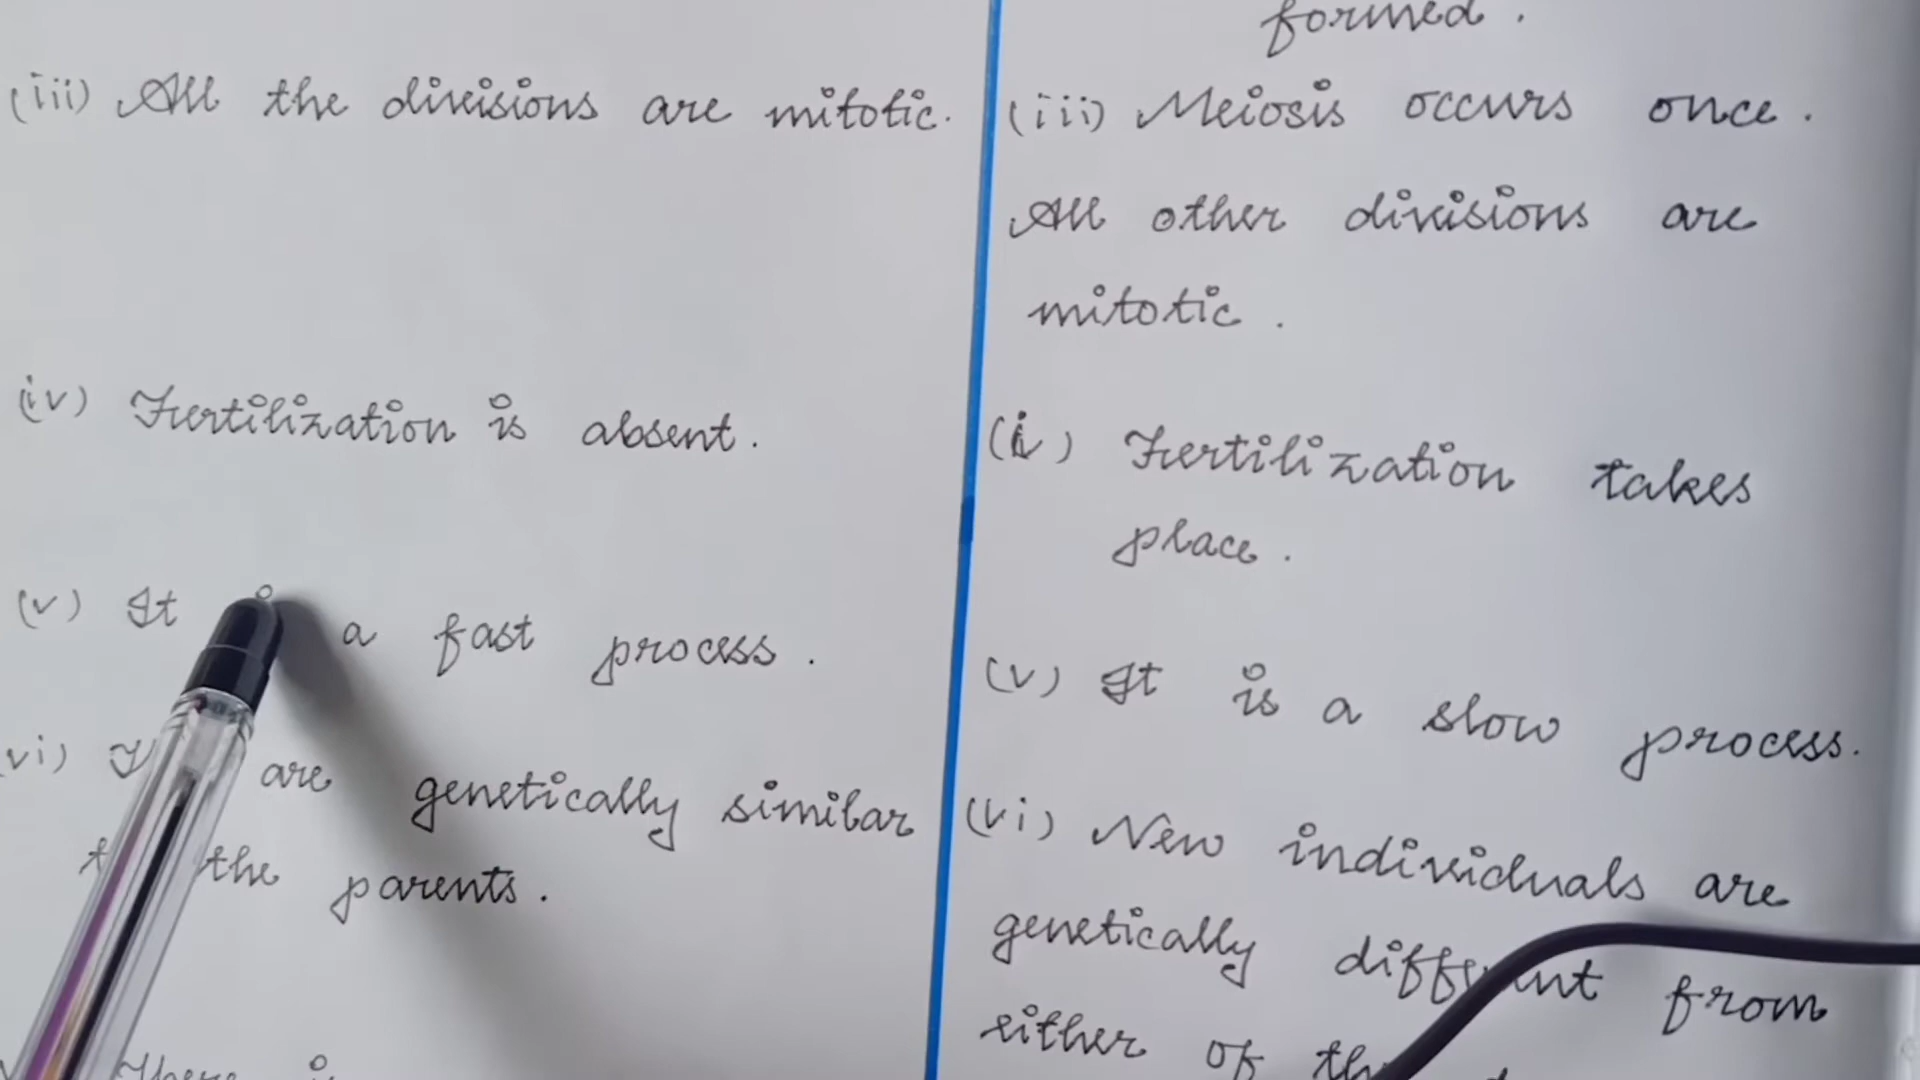 (iii) All the divisions are mitotic.
(iv) Fertilization is absent.
(v) It a fast process.
(vi) are genetically similar
the parents.
There
formed.
(iii) Meiosis occurs once.
All other divisions are
mitotic.
Fertilization takes
place.
(v) It is a slow process.
(vi) New individuals are
genetically different from
either of